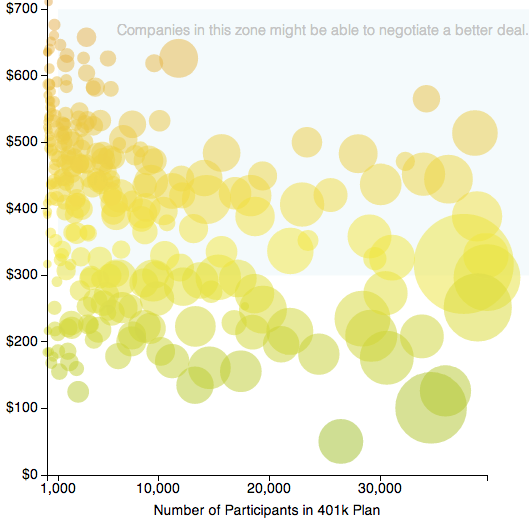 $700
Companies in this zone might be able to negotiate a better deal.
$600
$500
$400
$300
$200
$100
$0
1,000 10,000 20,000 30,000
Number of Participants in 401k Plan